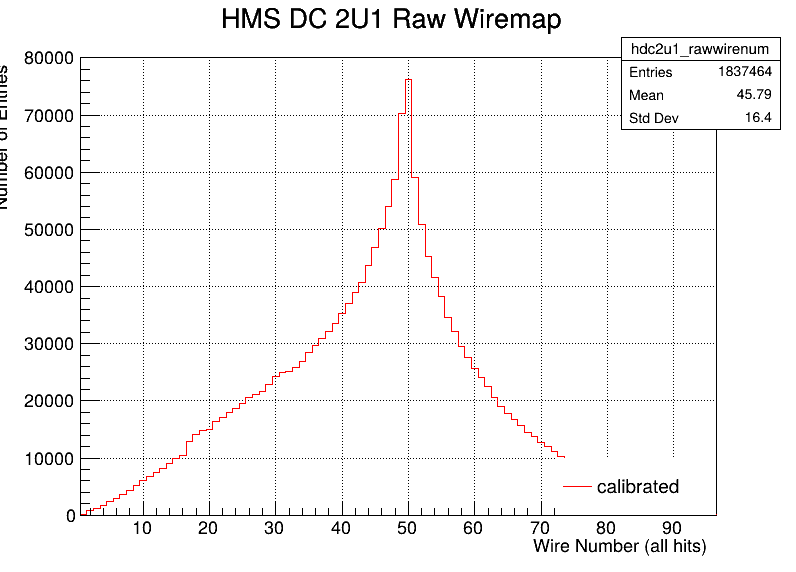 HMS DC 2U1 Raw Wiremap
hdc2u1_rawwirenum
Entries 1837464
Mean 45.79
Std Dev 16.4
Number of Entries
80000
70000
60000
50000
40000
30000
20000
10000
0
calibrated
10 20 30 40 50 60 70 80 90
Wire Number (all hits)